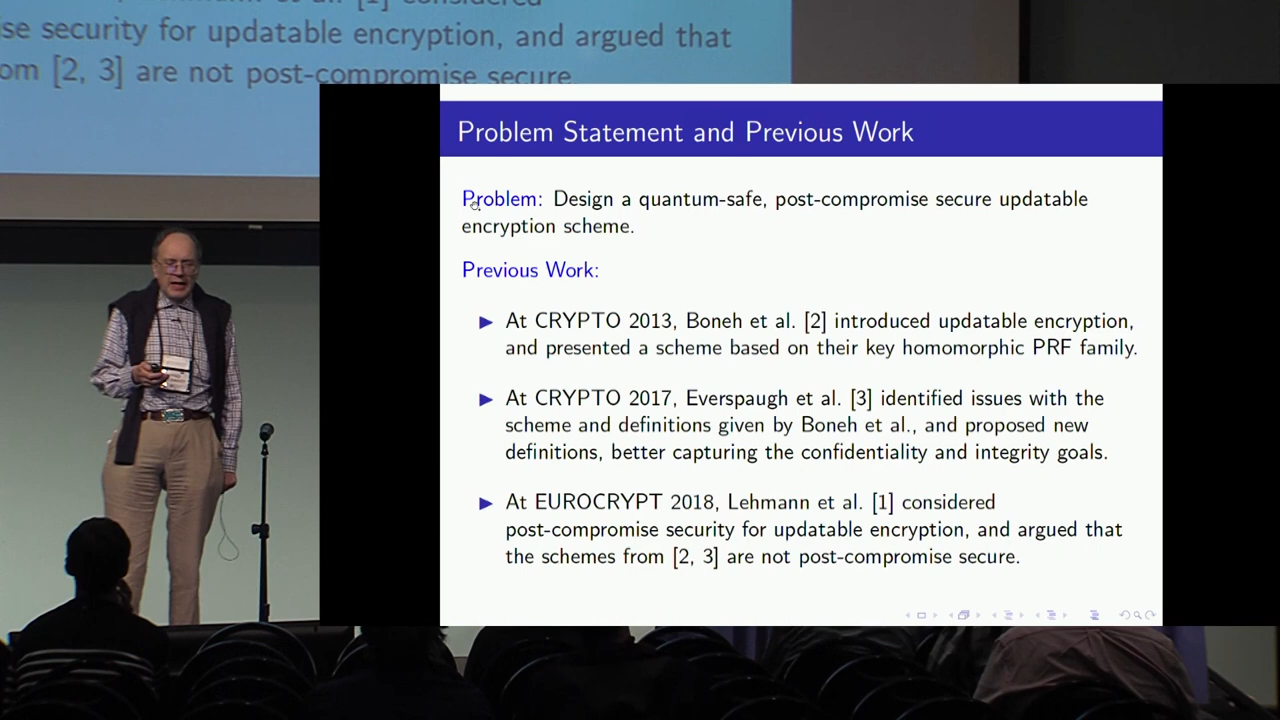 se security for updatable encryption, and argued that
om [2, 3] are not post-compromise secure
Problem Statement and Previous Work
Problem: Design a quantum-safe, post-compromise secure updatable
encryption scheme.
Previous Work:
▶ At CRYPTO 2013, Boneh et al. [2] introduced updatable encryption,
and presented a scheme based on their key homomorphic PRF family.
▶ At CRYPTO 2017, Everspaugh et al. [3] identified issues with the
scheme and definitions given by Boneh et al., and proposed new
definitions, better capturing the confidentiality and integrity goals.
▶ At EUROCRYPT 2018, Lehmann et al. [1] considered
post-compromise security for updatable encryption, and argued that
the schemes from [2, 3] are not post-compromise secure.